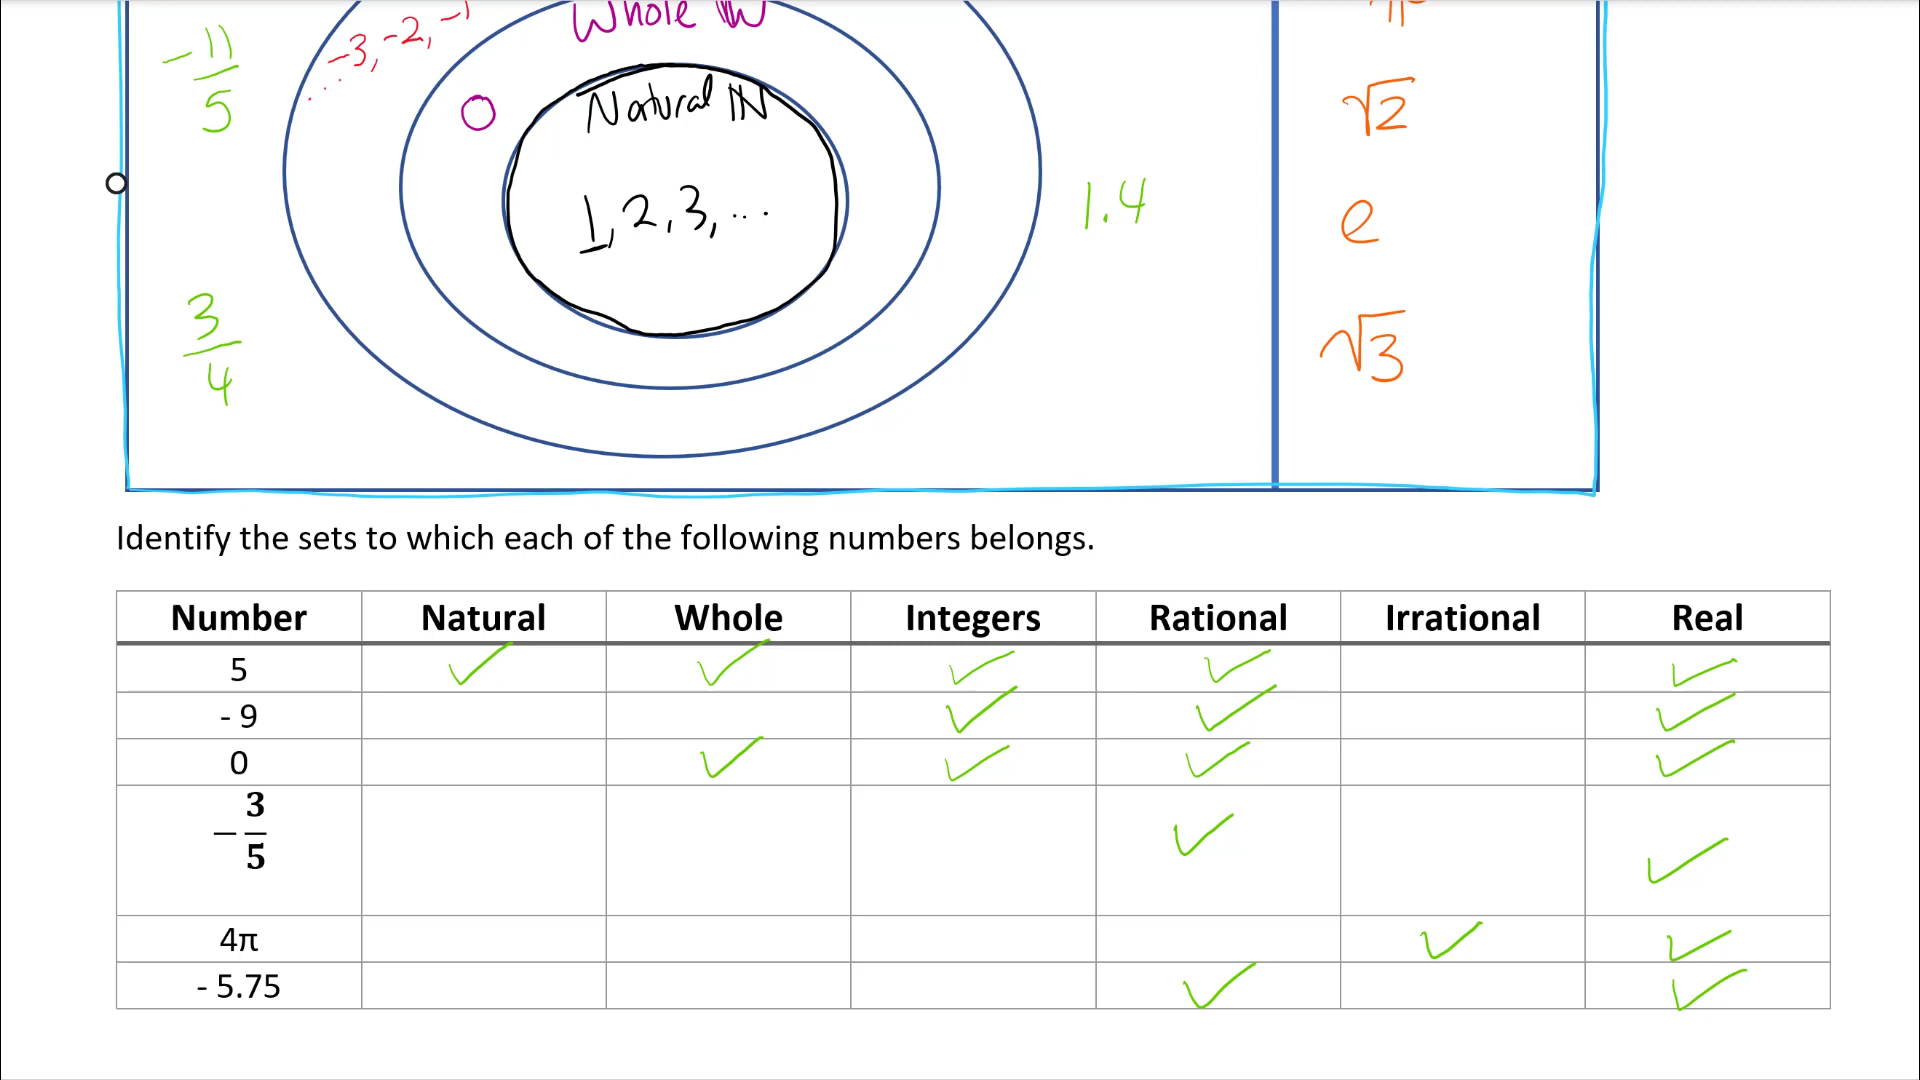 Whole W
-11
5
... -3, -2, -1
Natural ℕ
1, 2, 3, ...
3
4
1.4
π
√2
e
√3
Identify the sets to which each of the following numbers belongs.
Number Natural Whole Integers Rational Irrational Real
5 ✓ ✓ ✓ ✓ ✓
- 9 ✓ ✓ ✓
0 ✓ ✓ ✓ ✓
−3/5 ✓ ✓
4π ✓ ✓
- 5.75 ✓ ✓